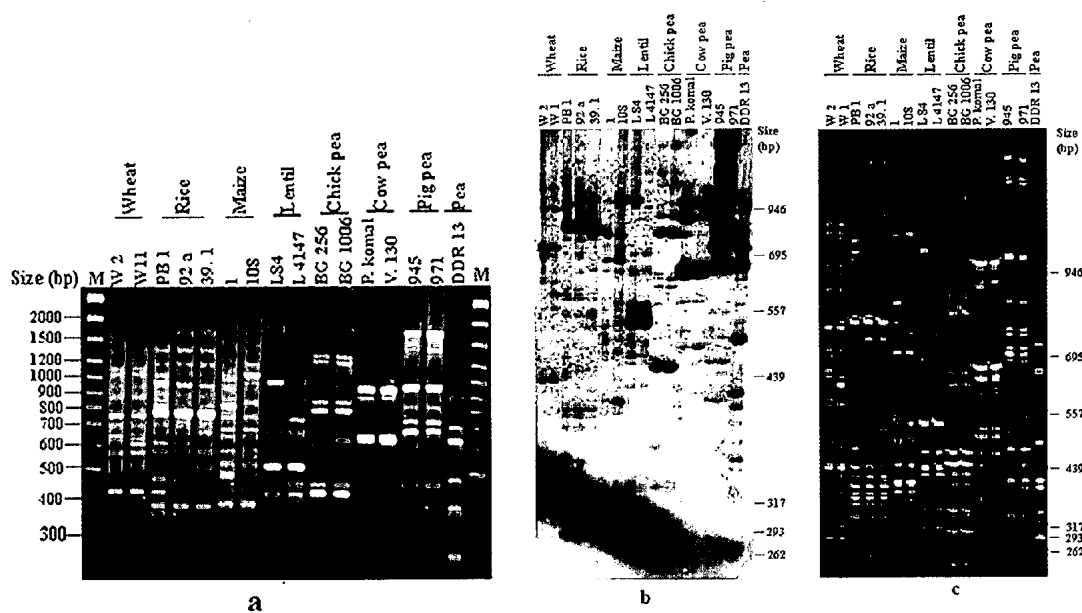 Wheat Rice Maize Lentil Chick pea Cow pea Pig pea Pea
Size (bp) M W 2 W11 PB 1 92 a 39. 1 1 10S LS4 L 4147 BG 256 BG 1006 P. komal V. 130 945 971 DDR 13 M
2000
1500
1200
1000
900
800
700
600
500
400
300
a
Wheat Rice Maize Lentil Chick pea Cow pea Pig pea Pea
W 2 W 1 PB 1 92 a 39. 1 1 10S LS4 L 4147 BG 256 BG 1006 P. komal V. 130 945 971 DDR 13
Size
(bp)
946
695
557
439
317
293
262
b
Wheat Rice Maize Lentil Chick pea Cow pea Pig pea Pea
W 2 W 1 PB 1 92 a 39. 1 1 10S LS4 L 4147 BG 256 BG 1006 P. komal V. 130 945 971 DDR 13
Size
(bp)
946
605
557
439
317
293
262
c